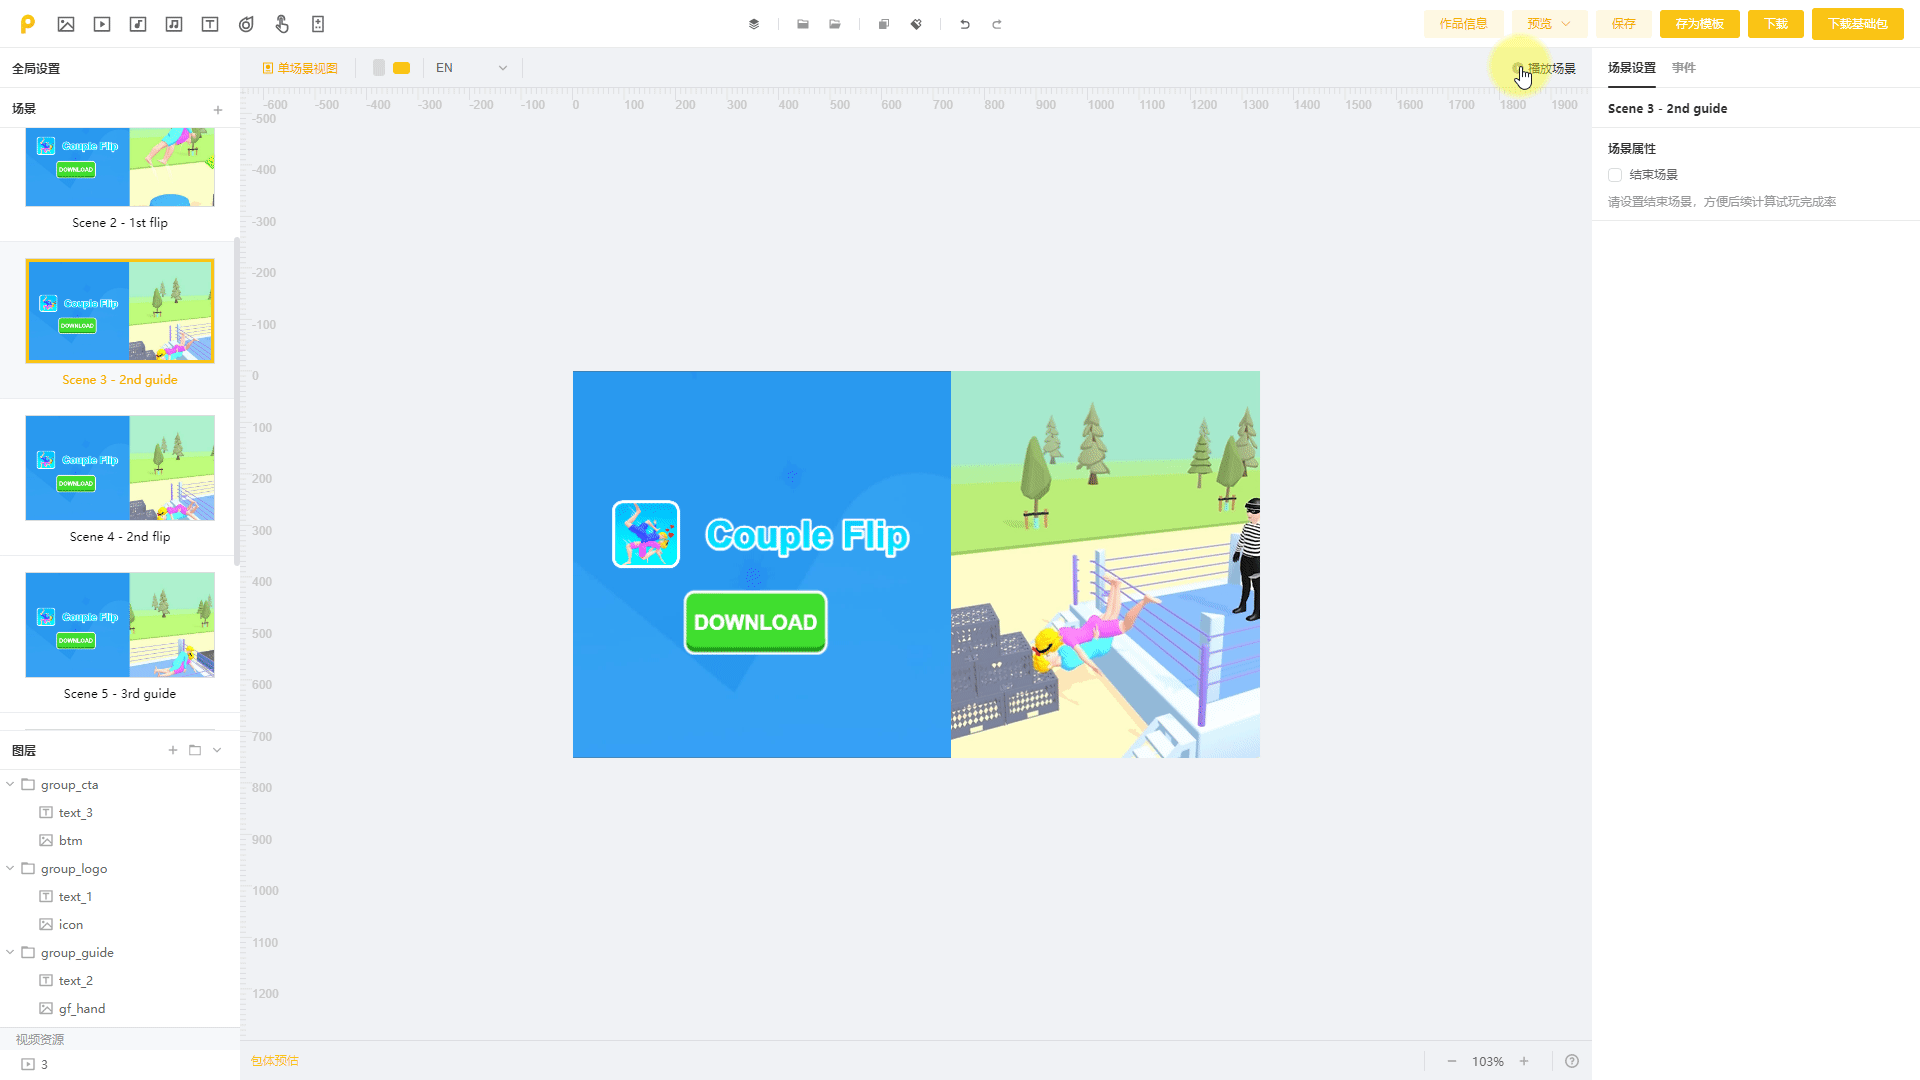 作品信息
预览
保存
存为模板
下载
下载基础包
全局设置
单场景视图
EN
播放场景
场景设置
事件
场景
-600 -500 -400 -300 -200 -100 0 100 200 300 400 500 600 700 800 900 1000 1100 1200 1300 1400 1500 1600 1700 1800 1900
-500
-400
-300
-200
-100
0
100
200
300
400
500
600
700
800
900
1000
1100
1200
Couple Flip
DOWNLOAD
Scene 2 - 1st flip
Couple Flip
DOWNLOAD
Scene 3 - 2nd guide
Couple Flip
DOWNLOAD
Scene 4 - 2nd flip
Couple Flip
DOWNLOAD
Scene 5 - 3rd guide
Couple Flip
DOWNLOAD
Scene 3 - 2nd guide
场景属性
结束场景
请设置结束场景，方便后续计算试玩完成率
图层
group_cta
text_3
btm
group_logo
text_1
icon
group_guide
text_2
gf_hand
视频资源
3
包体预估
103%